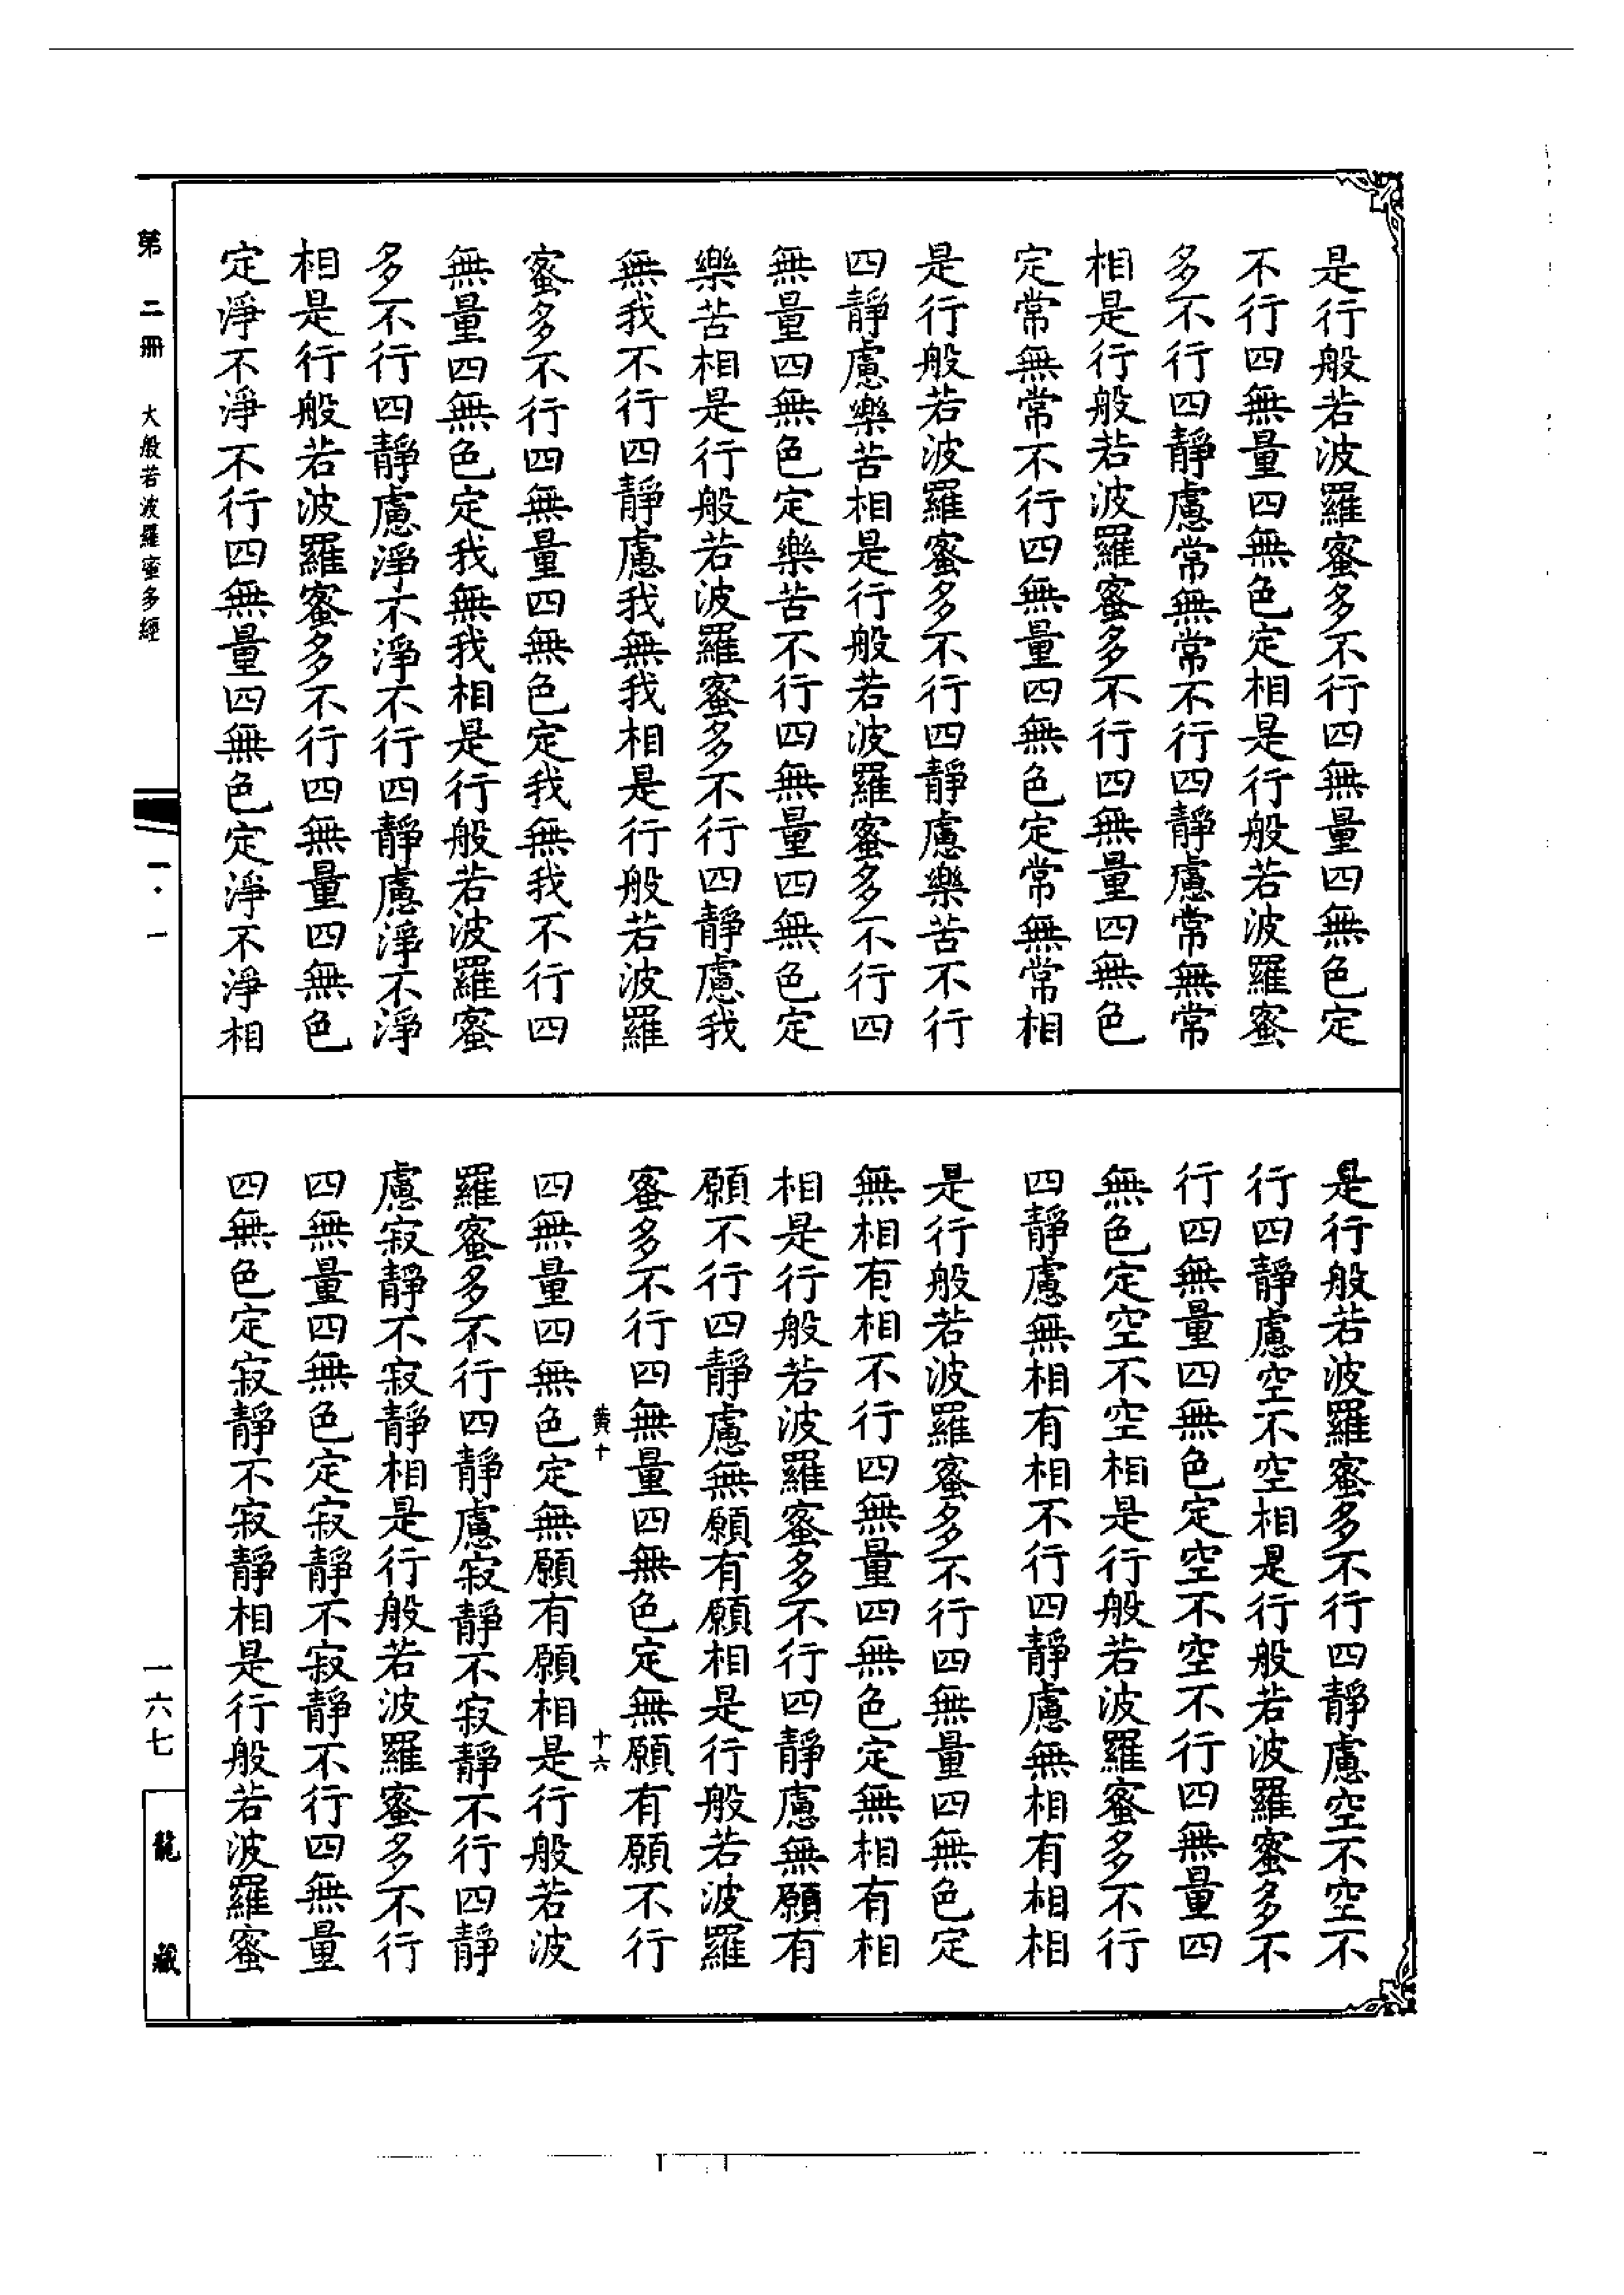 是行般若波羅蜜多不行四無量四無色定
不行四無量四無色定相是行般若波羅蜜
多不行四靜慮常無常不行四靜慮常無常
相是行般若波羅蜜多不行四無量四無色
定常無常不行四無量四無色定常無常相
是行般若波羅蜜多不行四靜慮樂苦不行
四靜慮樂苦相是行般若波羅蜜多不行四
無量四無色定樂苦不行四無量四無色定
樂苦相是行般若波羅蜜多不行四靜慮我
無我不行四靜慮我無我相是行般若波羅
蜜多不行四無量四無色定我無我不行四
無量四無色定我無我相是行般若波羅蜜
多不行四靜慮淨不淨不行四靜慮淨不淨
相是行般若波羅蜜多不行四無量四無色
定淨不淨不行四無量四無色定淨不淨相
是行般若波羅蜜多不行四靜慮空不空不
行四靜慮空不空相是行般若波羅蜜多不
行四無量四無色定空不空不行四無量四
無色定空不空相是行般若波羅蜜多不行
四靜慮無相有相不行四靜慮無相有相相
是行般若波羅蜜多不行四無量四無色定
無相有相不行四無量四無色定無相有相
相是行般若波羅蜜多不行四靜慮無願有
願不行四靜慮無願有願相是行般若波羅
蜜多不行四無量四無色定無願有願不行
黃十 十六
四無量四無色定無願有願相是行般若波
羅蜜多不行四靜慮寂靜不寂靜不行四靜
慮寂靜不寂靜相是行般若波羅蜜多不行
四無量四無色定寂靜不寂靜不行四無量
四無色定寂靜不寂靜相是行般若波羅蜜
第二冊 大般若波羅蜜多經 一·一 一六七 龍藏